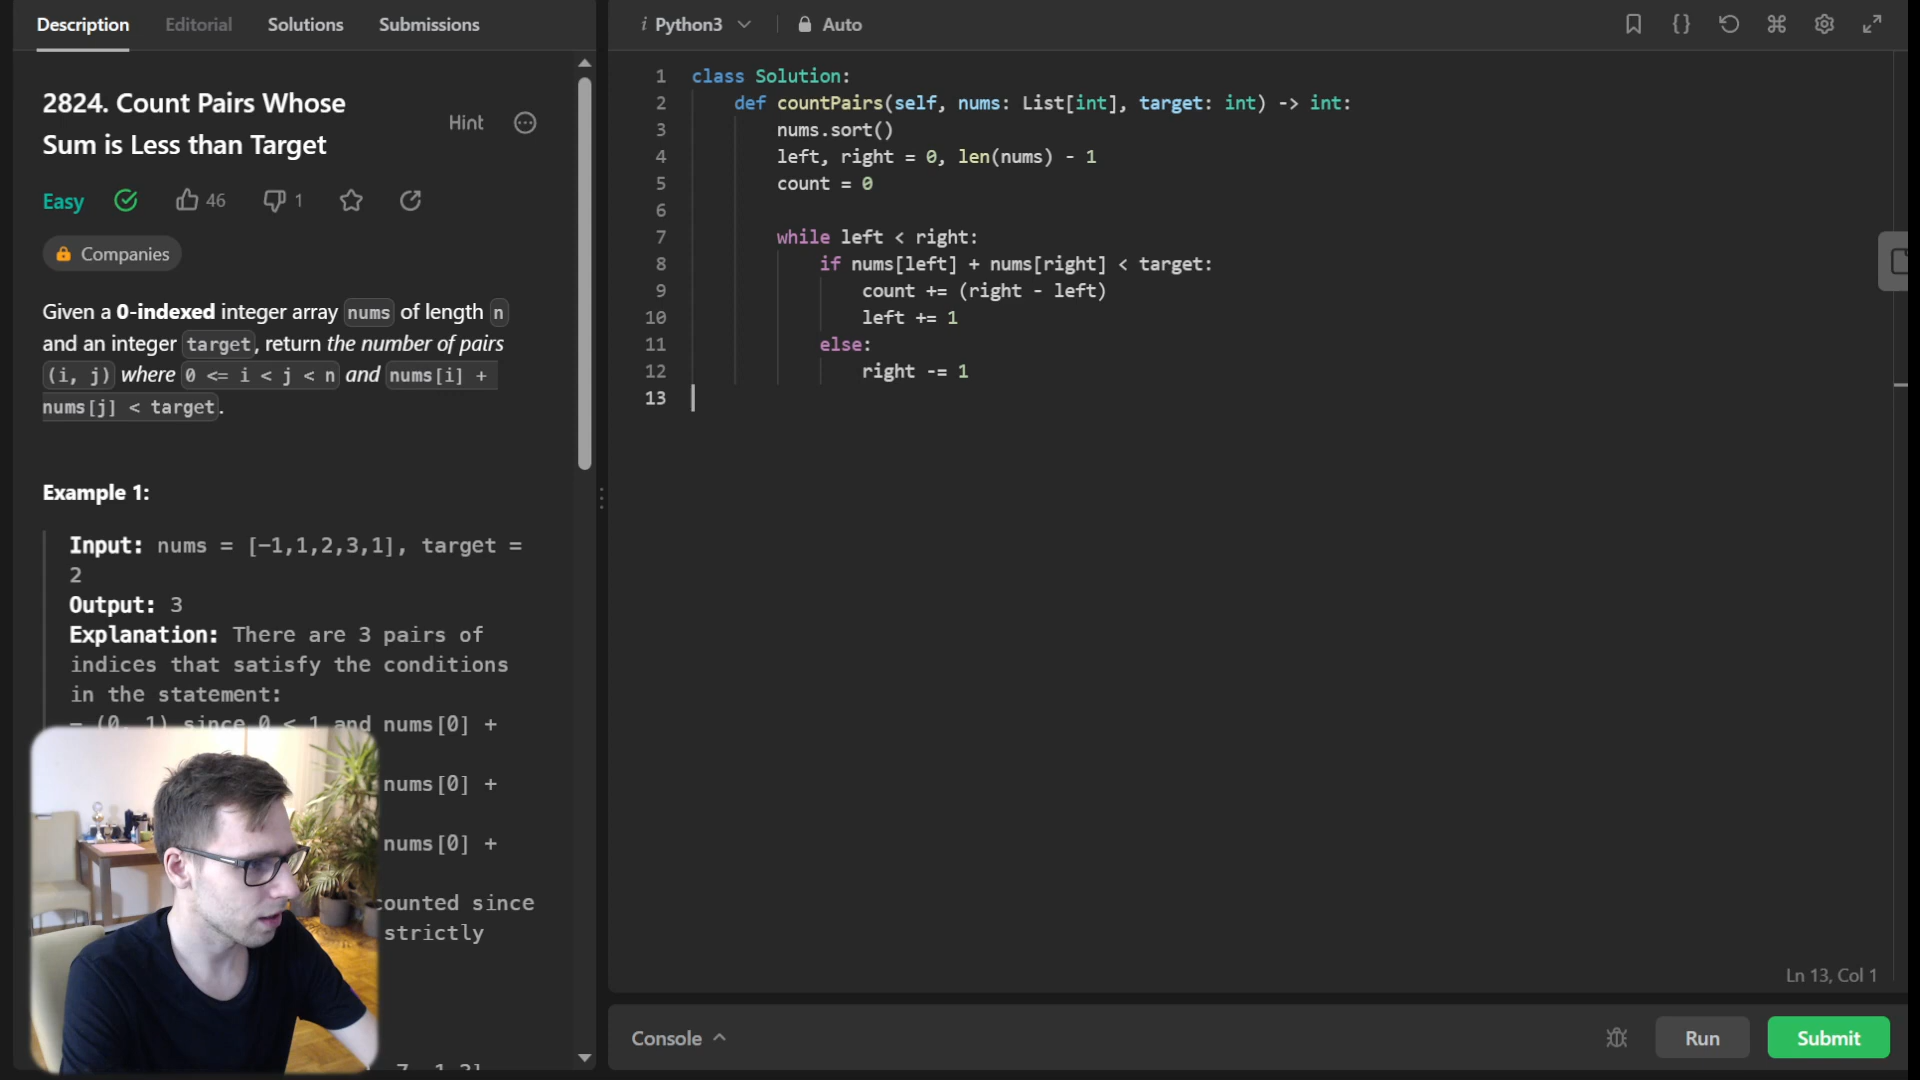 Description Editorial Solutions Submissions
2824. Count Pairs Whose
Sum is Less than Target
Hint
Easy 46 1
Companies
Given a 0-indexed integer array nums of length n
and an integer target, return the number of pairs
(i, j) where 0 <= i < j < n and nums[i] +
nums[j] < target.
Example 1:
Input: nums = [-1,1,2,3,1], target =
2
Output: 3
Explanation: There are 3 pairs of
indices that satisfy the conditions
in the statement:
- (0, 1) since 0 < 1 and nums[0] +
nums[0] +
nums[0] +
counted since
strictly
i Python3 Auto
1 class Solution:
2 def countPairs(self, nums: List[int], target: int) -> int:
3 nums.sort()
4 left, right = 0, len(nums) - 1
5 count = 0
6
7 while left < right:
8 if nums[left] + nums[right] < target:
9 count += (right - left)
10 left += 1
11 else:
12 right -= 1
13
Ln 13, Col 1
Console Run Submit